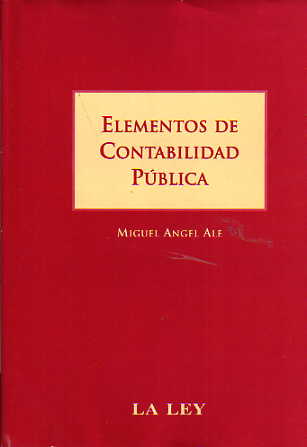 ELEMENTOS DE
CONTABILIDAD
PÚBLICA
MIGUEL ANGEL ALE
LA LEY